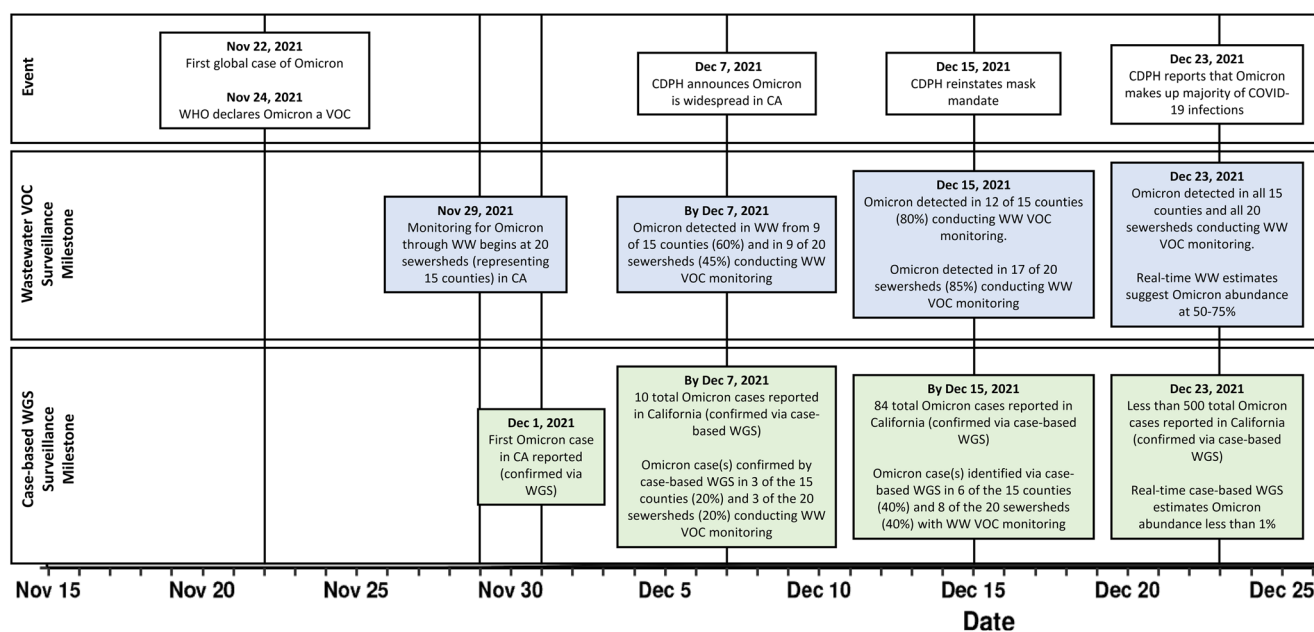 Event
Nov 22, 2021
First global case of Omicron
Nov 24, 2021
WHO declares Omicron a VOC
Dec 7, 2021
CDPH announces Omicron
is widespread in CA
Dec 15, 2021
CDPH reinstates mask
mandate
Dec 23, 2021
CDPH reports that Omicron
makes up majority of COVID-
19 infections
Wastewater VOC
Surveillance
Milestone
Nov 29, 2021
Monitoring for Omicron
through WW begins at 20
sewersheds (representing
15 counties) in CA
By Dec 7, 2021
Omicron detected in WW from 9
of 15 counties (60%) and in 9 of 20
sewersheds (45%) conducting WW
VOC monitoring
Dec 15, 2021
Omicron detected in 12 of 15 counties
(80%) conducting WW VOC
monitoring.
Omicron detected in 17 of 20
sewersheds (85%) conducting WW
VOC monitoring
Dec 23, 2021
Omicron detected in all 15
counties and all 20
sewersheds conducting WW
VOC monitoring.
Real-time WW estimates
suggest Omicron abundance
at 50-75%
Case-based WGS
Surveillance
Milestone
Dec 1, 2021
First Omicron case
in CA reported
(confirmed via
WGS)
By Dec 7, 2021
10 total Omicron cases reported
in California (confirmed via case-
based WGS)
Omicron case(s) confirmed by
case-based WGS in 3 of the 15
counties (20%) and 3 of the 20
sewersheds (20%) conducting WW
VOC monitoring
By Dec 15, 2021
84 total Omicron cases reported in
California (confirmed via case-based
WGS)
Omicron case(s) identified via case-
based WGS in 6 of the 15 counties
(40%) and 8 of the 20 sewersheds
(40%) with WW VOC monitoring
Dec 23, 2021
Less than 500 total Omicron
cases reported in California
(confirmed via case-based
WGS)
Real-time case-based WGS
estimates Omicron
abundance less than 1%
Nov 15
Nov 20
Nov 25
Nov 30
Dec 5
Dec 10
Dec 15
Dec 20
Dec 25
Date